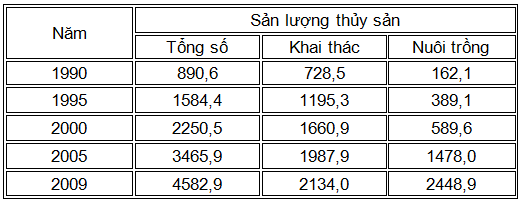 Năm Sản lượng thủy sản
Tổng số Khai thác Nuôi trồng
1990 890,6 728,5 162,1
1995 1584,4 1195,3 389,1
2000 2250,5 1660,9 589,6
2005 3465,9 1987,9 1478,0
2009 4582,9 2134,0 2448,9